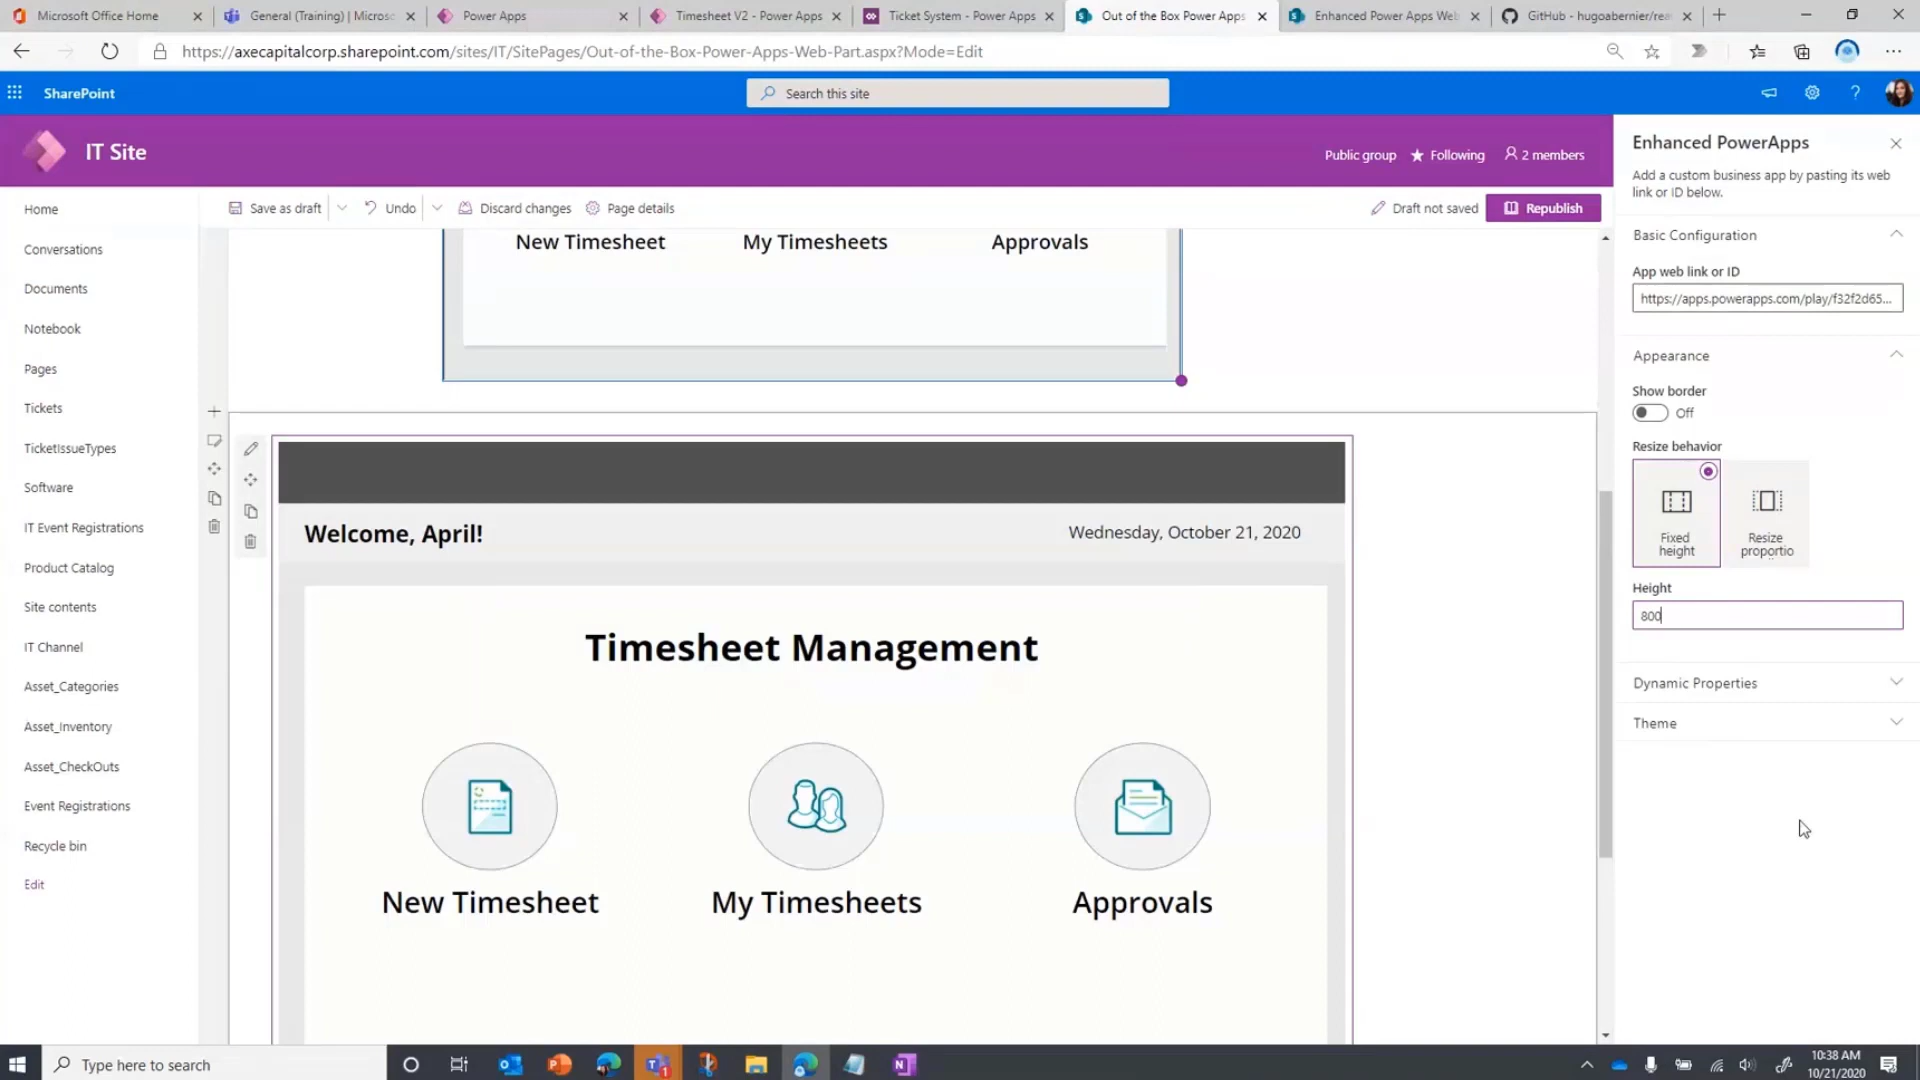 Microsoft Office Home
General (Training) | Microsc
Power Apps
Timesheet V2 - Power Apps
Ticket System - Power Apps
Out of the Box Power Apps
Enhanced Power Apps Web
GitHub - hugoabernier/rea
https://axecapitalcorp.sharepoint.com/sites/IT/SitePages/Out-of-the-Box-Power-Apps-Web-Part.aspx?Mode=Edit
SharePoint
Search this site
IT Site
Public group
Following
2 members
Save as draft
Undo
Discard changes
Page details
Draft not saved
Republish
Home
Conversations
Documents
Notebook
Pages
Tickets
TicketIssueTypes
Software
IT Event Registrations
Product Catalog
Site contents
IT Channel
Asset_Categories
Asset_Inventory
Asset_CheckOuts
Event Registrations
Recycle bin
Edit
New Timesheet
My Timesheets
Approvals
Welcome, April!
Wednesday, October 21, 2020
Timesheet Management
New Timesheet
My Timesheets
Approvals
Enhanced PowerApps
Add a custom business app by pasting its web
link or ID below.
Basic Configuration
App web link or ID
https://apps.powerapps.com/play/f32f2d65...
Appearance
Show border
Off
Resize behavior
Fixed
height
Resize
proportio
Height
800
Dynamic Properties
Theme
Type here to search
10:38 AM
10/21/2020